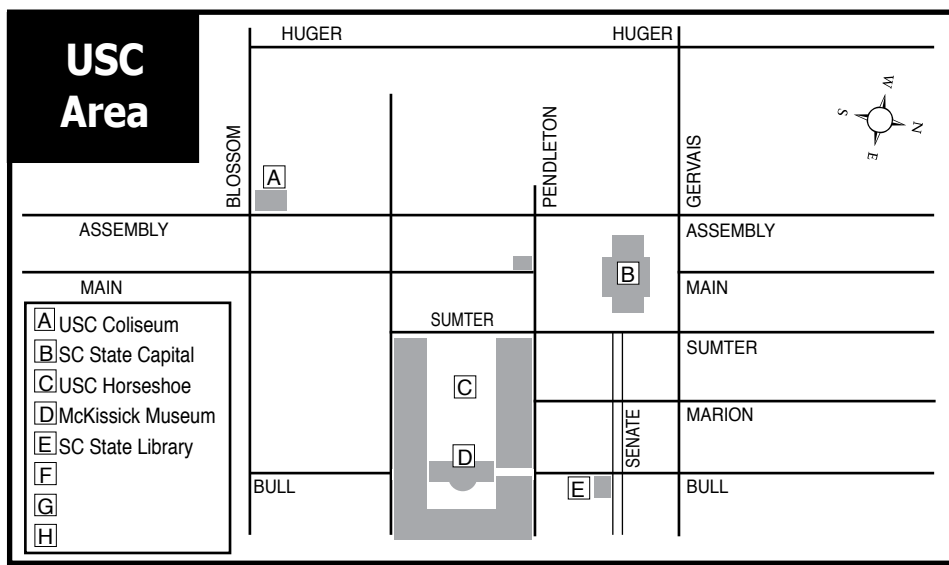 USC
Area
HUGER
HUGER
BLOSSOM
PENDLETON
GERVAIS
W
S
N
E
A
ASSEMBLY
ASSEMBLY
B
MAIN
MAIN
SUMTER
SUMTER
C
MARION
SENATE
D
E
BULL
BULL
A USC Coliseum
B SC State Capital
C USC Horseshoe
D McKissick Museum
E SC State Library
F
G
H